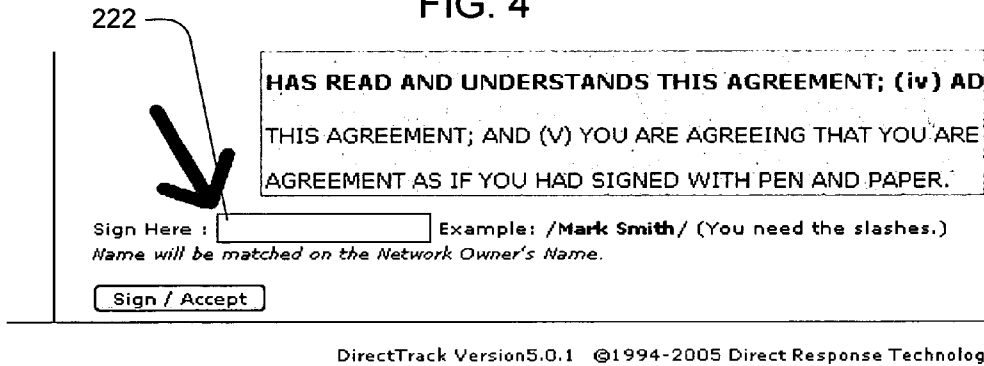 FIG. 4
222
HAS READ AND UNDERSTANDS THIS AGREEMENT; (iv) AD
THIS AGREEMENT; AND (V) YOU ARE AGREEING THAT YOU ARE
AGREEMENT AS IF YOU HAD SIGNED WITH PEN AND PAPER.
Sign Here : Example: /Mark Smith/ (You need the slashes.)
Name will be matched on the Network Owner's Name.
Sign / Accept
DirectTrack Version5.0.1 ©1994-2005 Direct Response Technolog